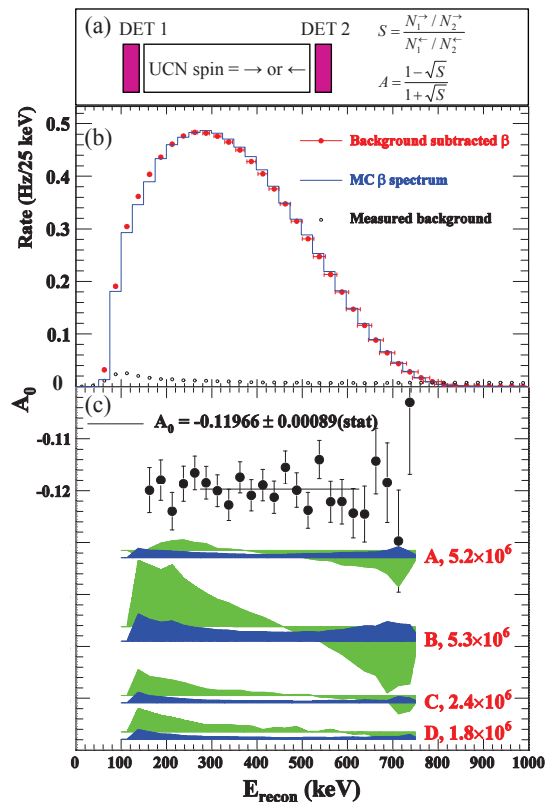 (a)
DET 1
DET 2
UCN spin = → or ←
S = (N₁→ / N₂→) / (N₁← / N₂←)
A = (1−√S) / (1+√S)
(b)
Rate (Hz/25 keV)
0.5
0.4
0.3
0.2
0.1
0
Background subtracted β
MC β spectrum
Measured background
(c)
A₀
A₀ = -0.11966 ± 0.00089(stat)
-0.11
-0.12
A, 5.2×10⁶
B, 5.3×10⁶
C, 2.4×10⁶
D, 1.8×10⁶
0 100 200 300 400 500 600 700 800 900 1000
E_recon (keV)